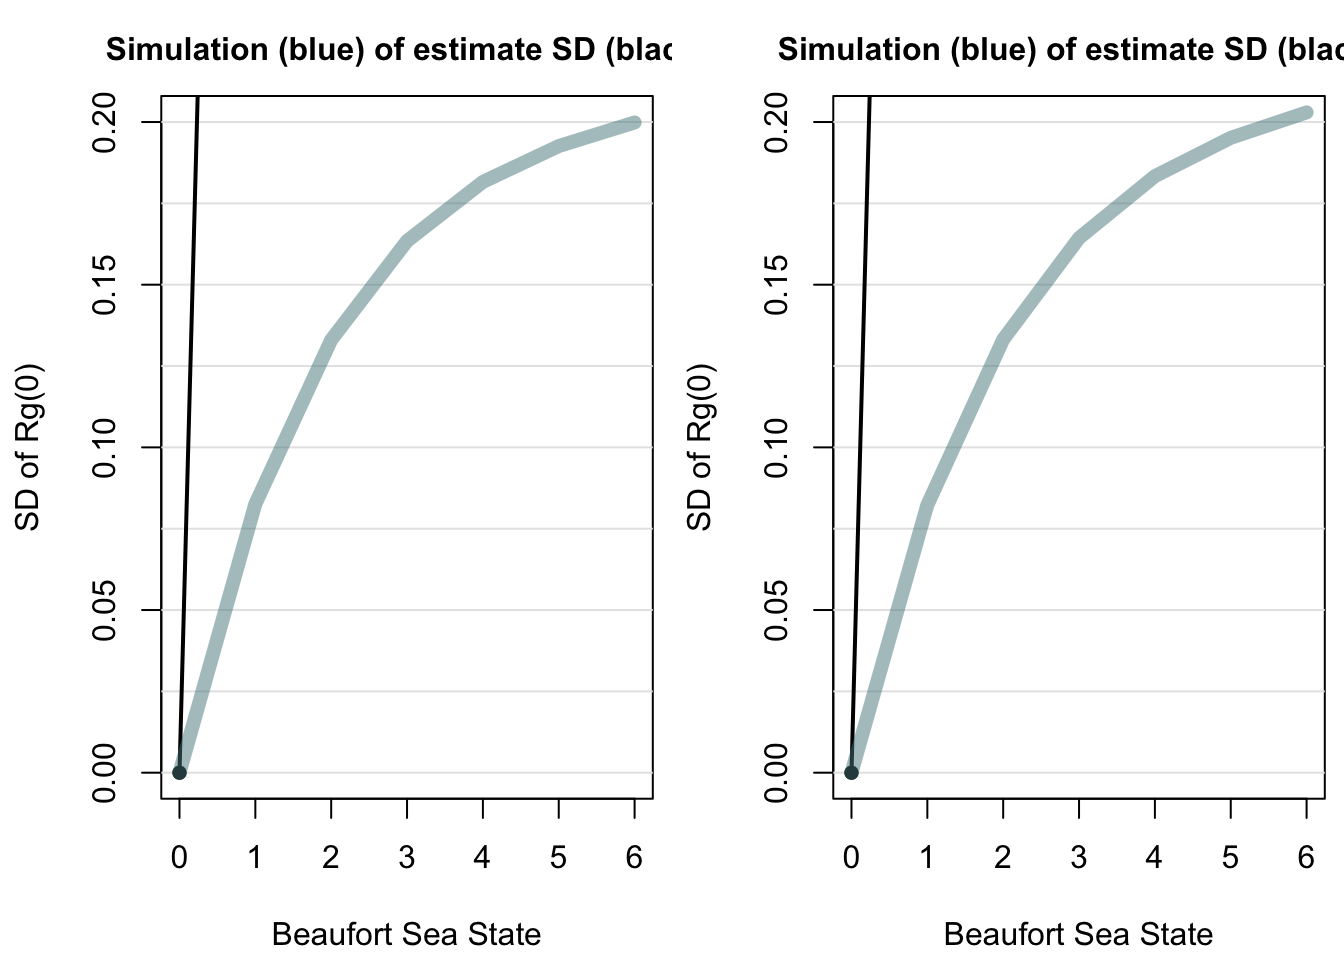 Simulation (blue) of estimate SD (blac
SD of Rg(0)
0.20
0.15
0.10
0.05
0.00
0 1 2 3 4 5 6
Beaufort Sea State
Simulation (blue) of estimate SD (blac
SD of Rg(0)
0.20
0.15
0.10
0.05
0.00
0 1 2 3 4 5 6
Beaufort Sea State